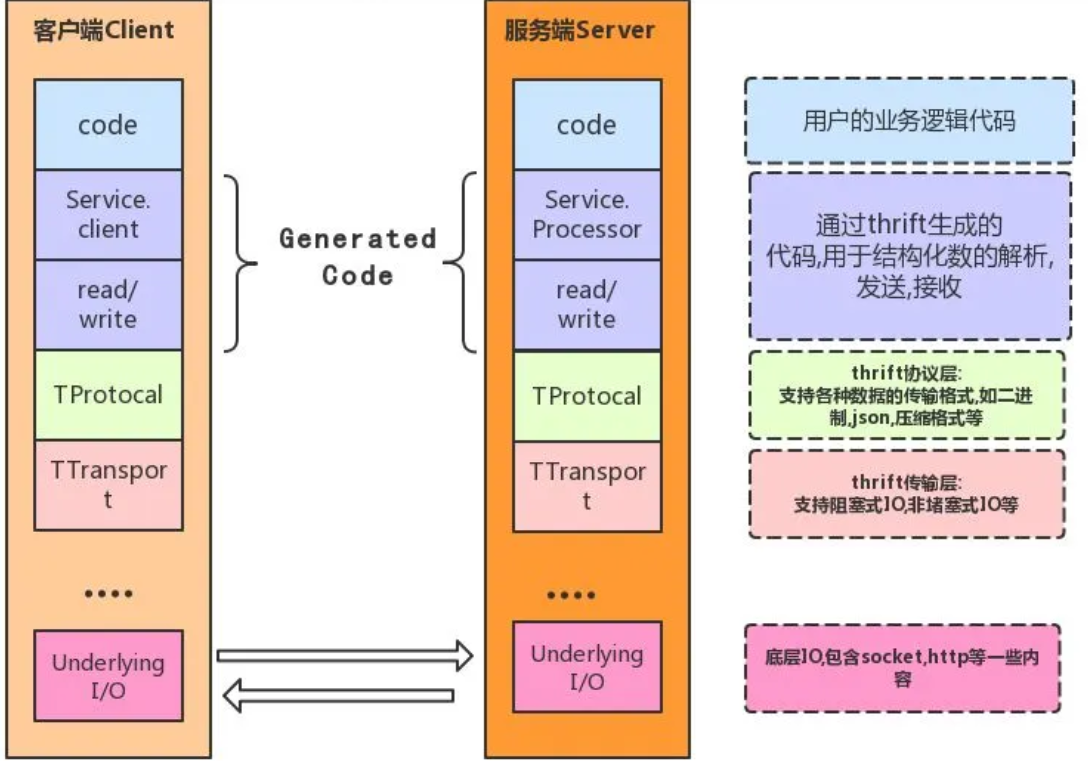 客户端Client
code
Service.
client
read/
write
TProtocal
TTranspor
t
....
Underlying
I/O
Generated
Code
服务端Server
code
Service.
Processor
read/
write
TProtocal
TTranspor
t
....
Underlying
I/O
用户的业务逻辑代码
通过thrift生成的
代码,用于结构化数的解析,
发送,接收
thrift协议层:
支持各种数据的传输格式,如二进
制,json,压缩格式等
thrift传输层:
支持阻塞式IO,非堵塞式IO等
底层IO,包含socket,http等一些内
容